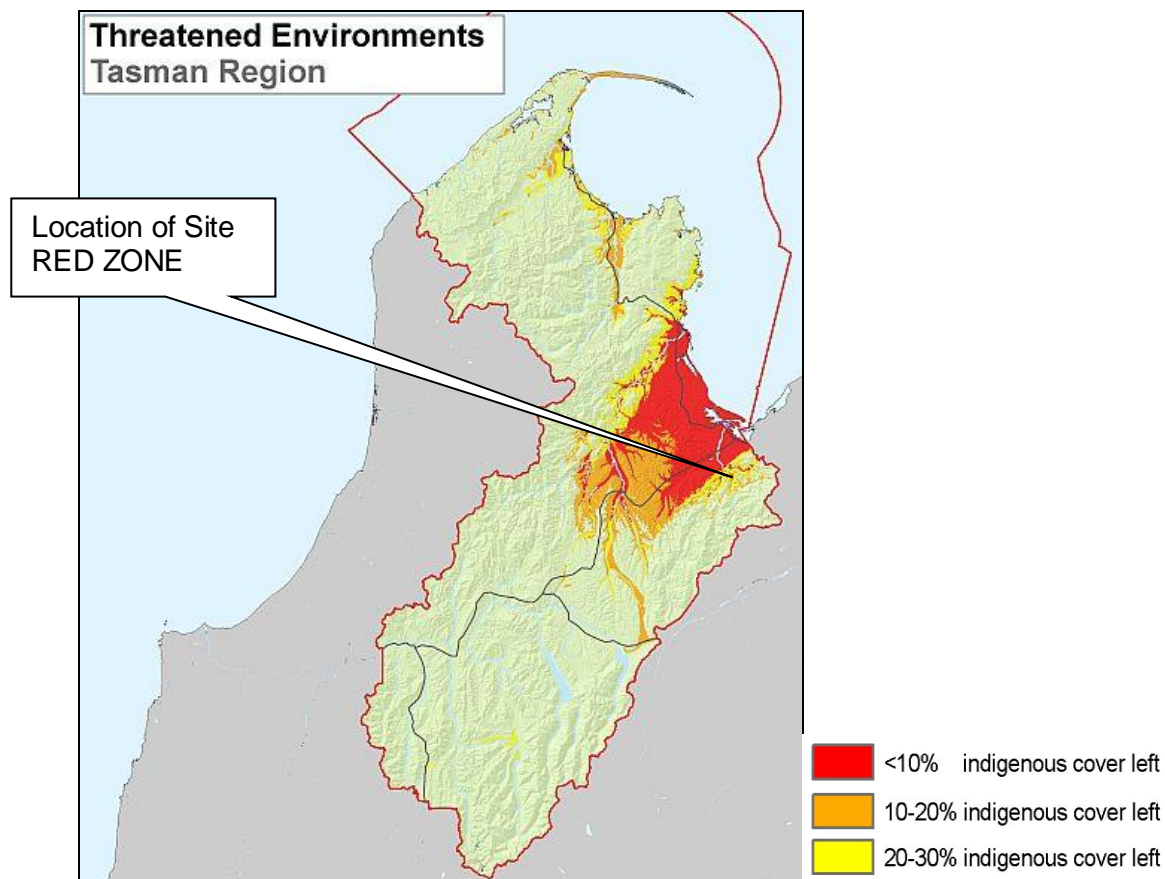 Threatened Environments
Tasman Region
Location of Site
RED ZONE
<10% indigenous cover left
10-20% indigenous cover left
20-30% indigenous cover left